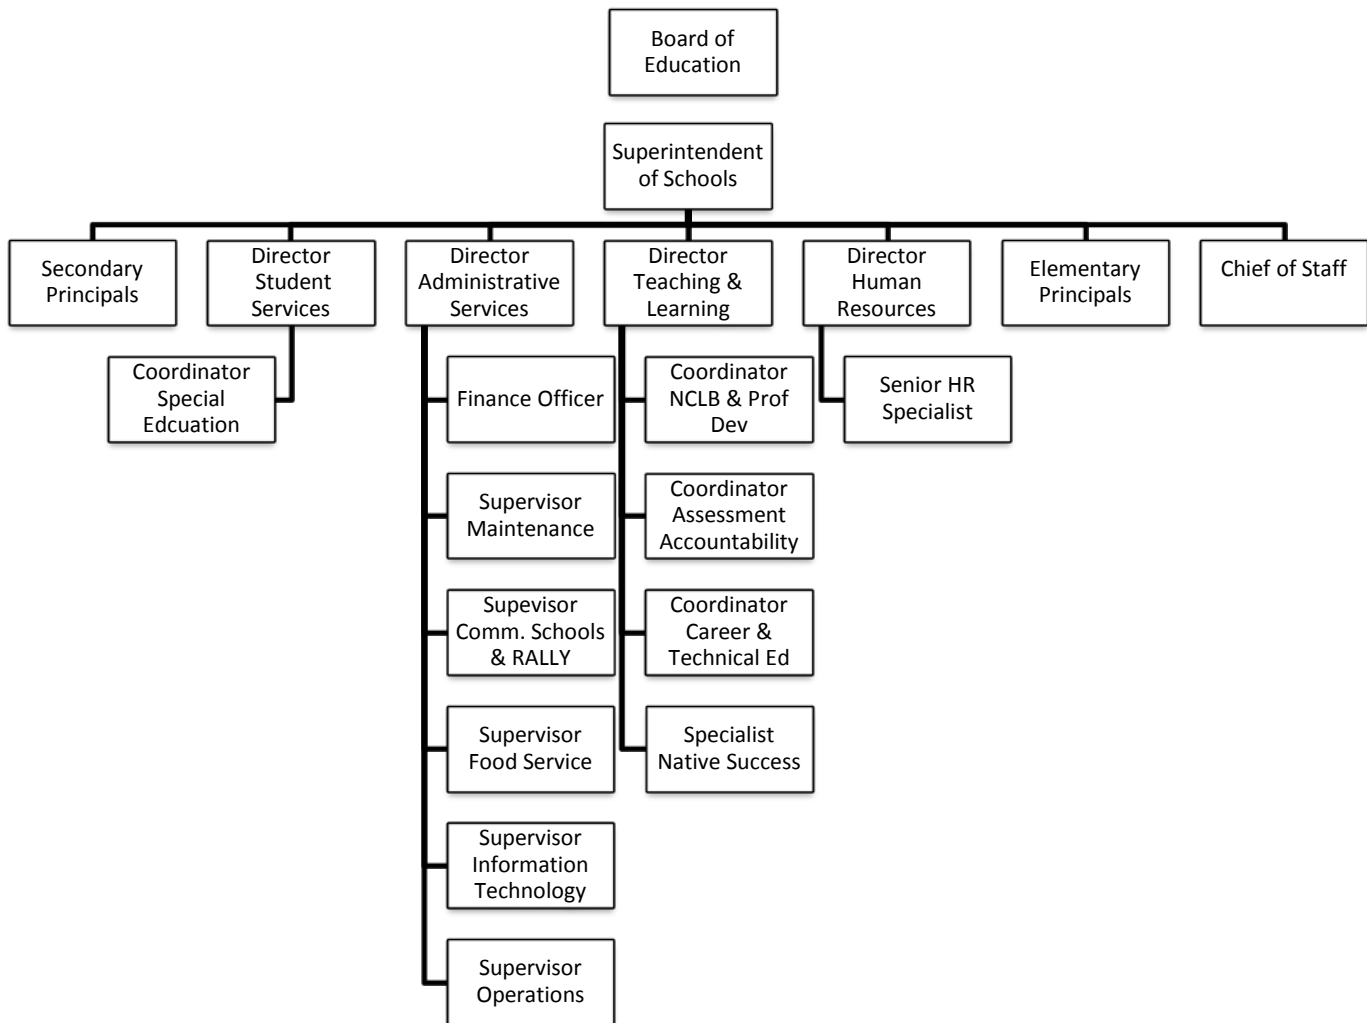 Board of
Education
Superintendent
of Schools
Secondary
Principals
Director
Student
Services
Director
Administrative
Services
Director
Teaching &
Learning
Director
Human
Resources
Elementary
Principals
Chief of Staff
Coordinator
Special
Edcuation
Finance Officer
Supervisor
Maintenance
Supevisor
Comm. Schools
& RALLY
Supervisor
Food Service
Supervisor
Information
Technology
Supervisor
Operations
Coordinator
NCLB & Prof
Dev
Coordinator
Assessment
Accountability
Coordinator
Career &
Technical Ed
Specialist
Native Success
Senior HR
Specialist